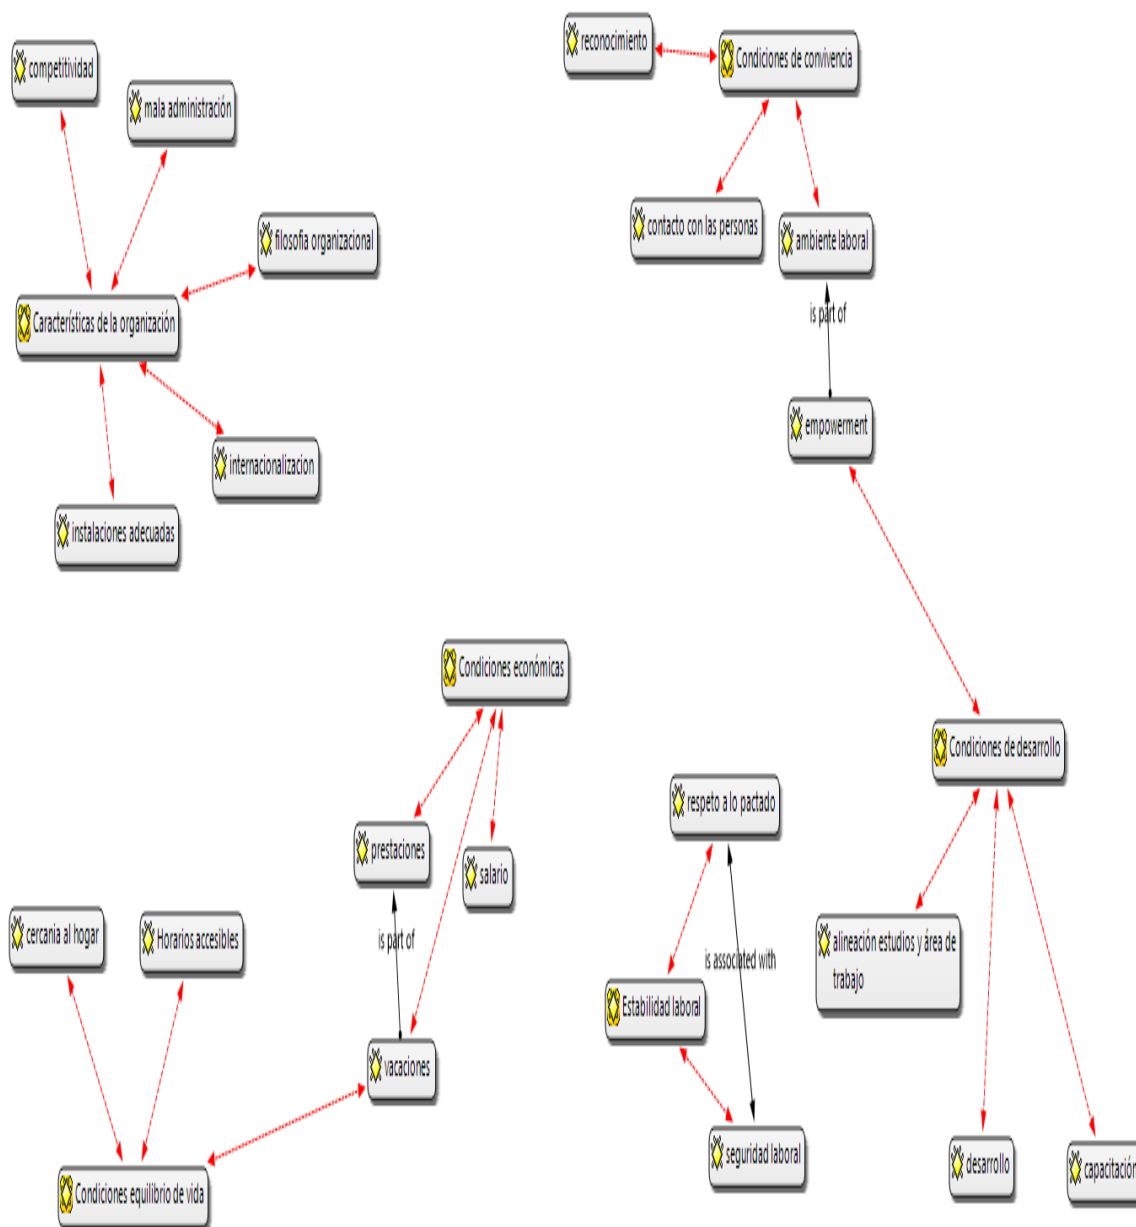 reconocimiento
Condiciones de convivencia
competitividad
mala administración
contacto con las personas
ambiente laboral
filosofia organizacional
is part of
Características de la organización
empowerment
internacionalizacion
instalaciones adecuadas
Condiciones económicas
Condiciones de desarrollo
respeto a lo pactado
prestaciones
salario
cercania al hogar
Horarios accesibles
is part of
is associated with
alineación estudios y área de
trabajo
Estabilidad laboral
vacaciones
seguridad laboral
desarrollo
capacitación
Condiciones equilibrio de vida